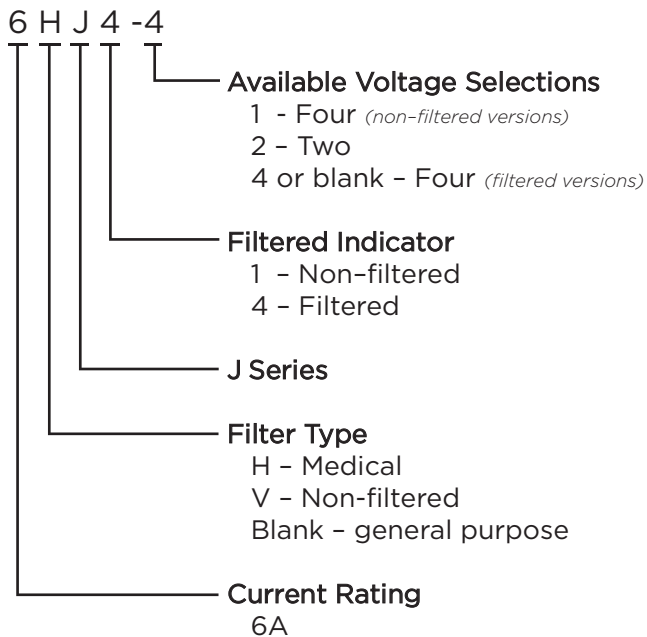 6 H J 4 -4
Available Voltage Selections
1 - Four (non–filtered versions)
2 – Two
4 or blank – Four (filtered versions)
Filtered Indicator
1 – Non–filtered
4 – Filtered
J Series
Filter Type
H – Medical
V – Non-filtered
Blank – general purpose
Current Rating
6A